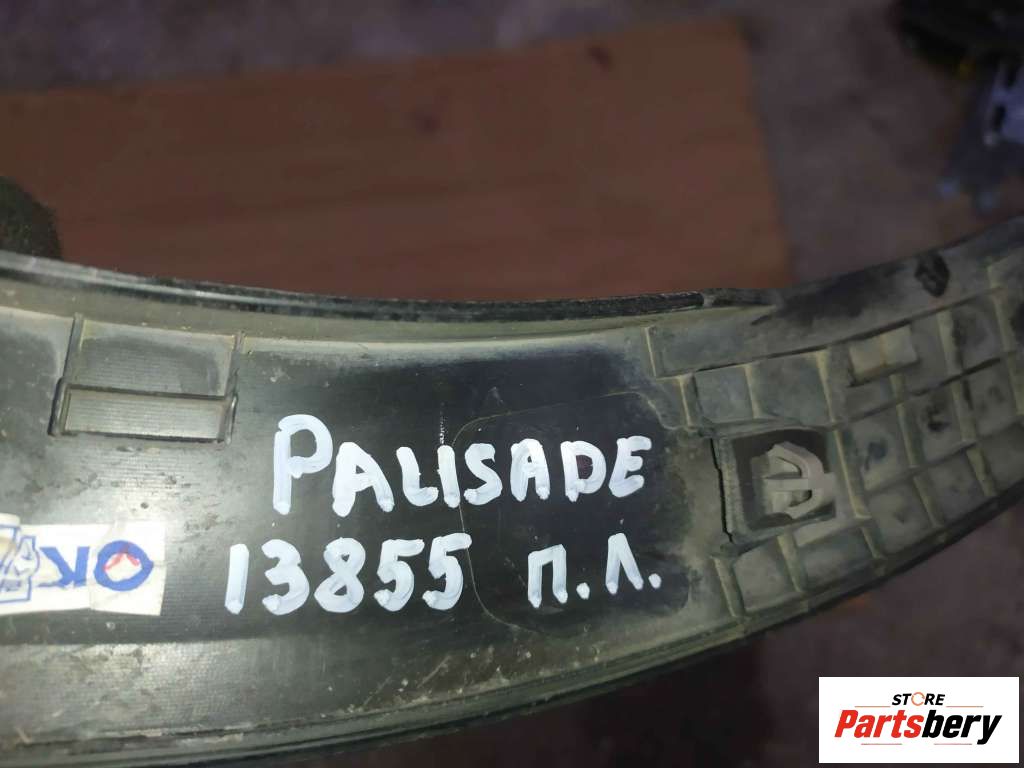 PALISADE
13855 П.Л.
OK
STORE
Partsbery